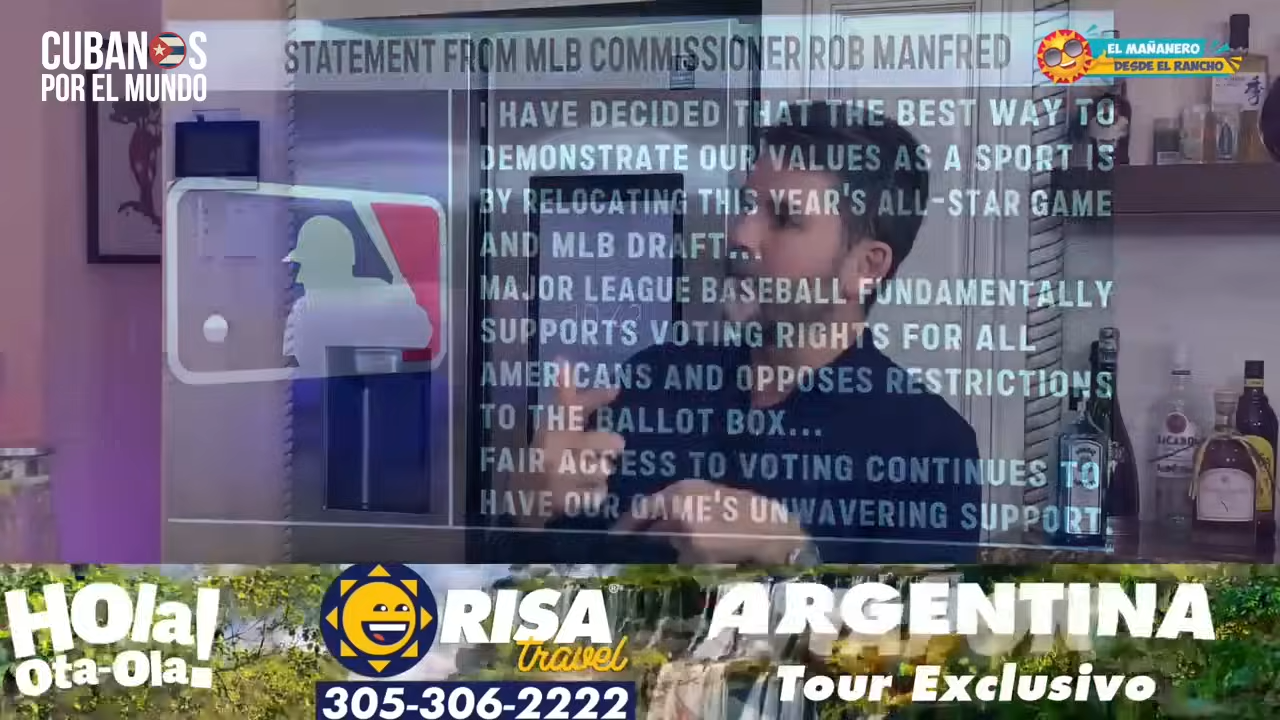 CUBANOS
POR EL MUNDO
EL MAÑANERO
DESDE EL RANCHO
STATEMENT FROM MLB COMMISSIONER ROB MANFRED
I HAVE DECIDED THAT THE BEST WAY TO
DEMONSTRATE OUR VALUES AS A SPORT IS
BY RELOCATING THIS YEAR'S ALL-STAR GAME
AND MLB DRAFT...
MAJOR LEAGUE BASEBALL FUNDAMENTALLY
SUPPORTS VOTING RIGHTS FOR ALL
AMERICANS AND OPPOSES RESTRICTIONS
TO THE BALLOT BOX...
FAIR ACCESS TO VOTING CONTINUES TO
HAVE OUR GAME'S UNWAVERING SUPPORT.
BACARDI
HOla!
Ota-Ola!
RISA®
travel
305-306-2222
ARGENTINA
Tour Exclusivo